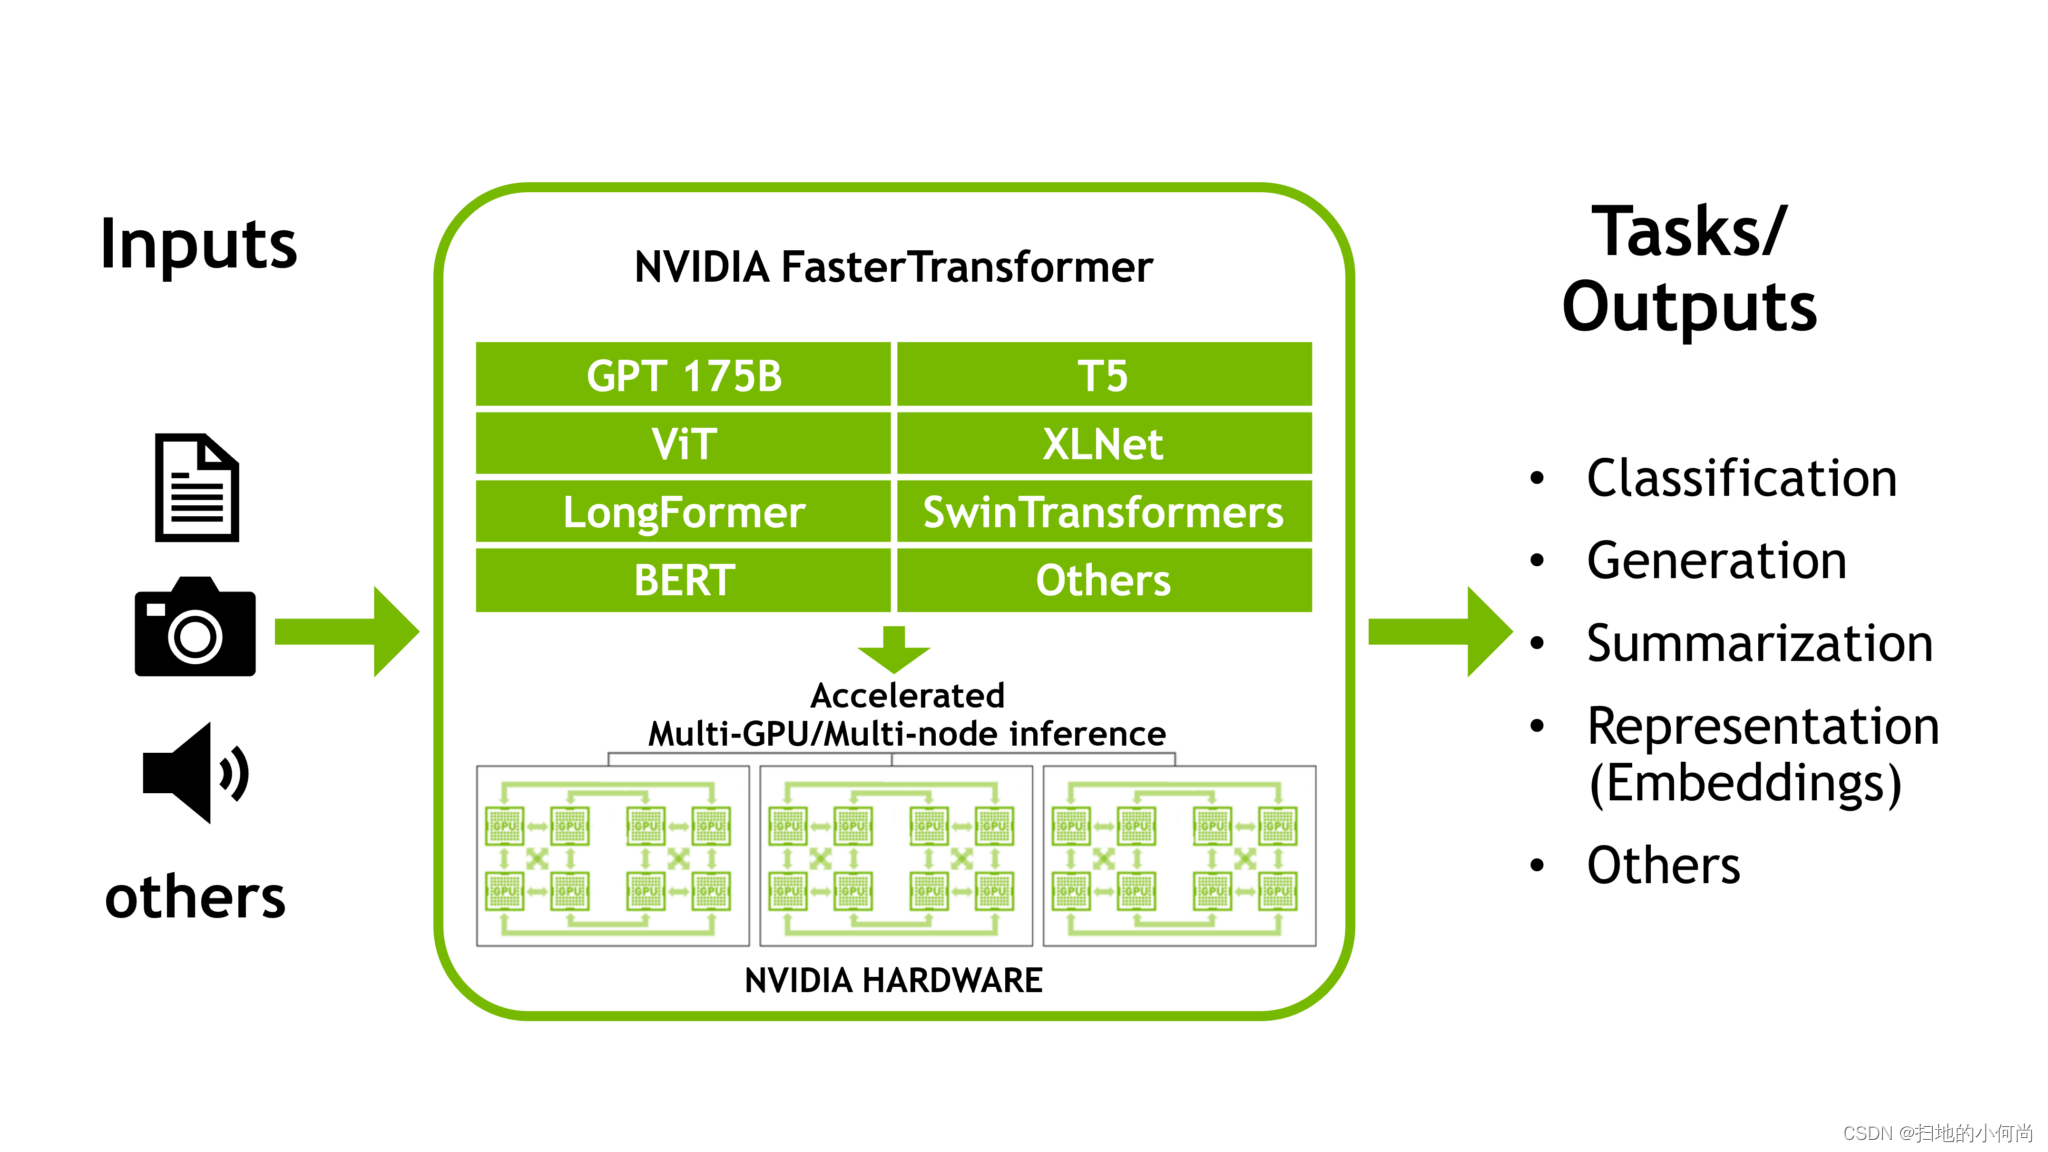 Inputs
others
NVIDIA FasterTransformer
GPT 175B
T5
ViT
XLNet
LongFormer
SwinTransformers
BERT
Others
Accelerated
Multi-GPU/Multi-node inference
GPU GPU GPU GPU
GPU GPU GPU GPU
GPU GPU GPU GPU
GPU GPU GPU GPU
GPU GPU GPU GPU
GPU GPU GPU GPU
NVIDIA HARDWARE
Tasks/
Outputs
• Classification
• Generation
• Summarization
• Representation
(Embeddings)
• Others
CSDN @扫地的小何尚